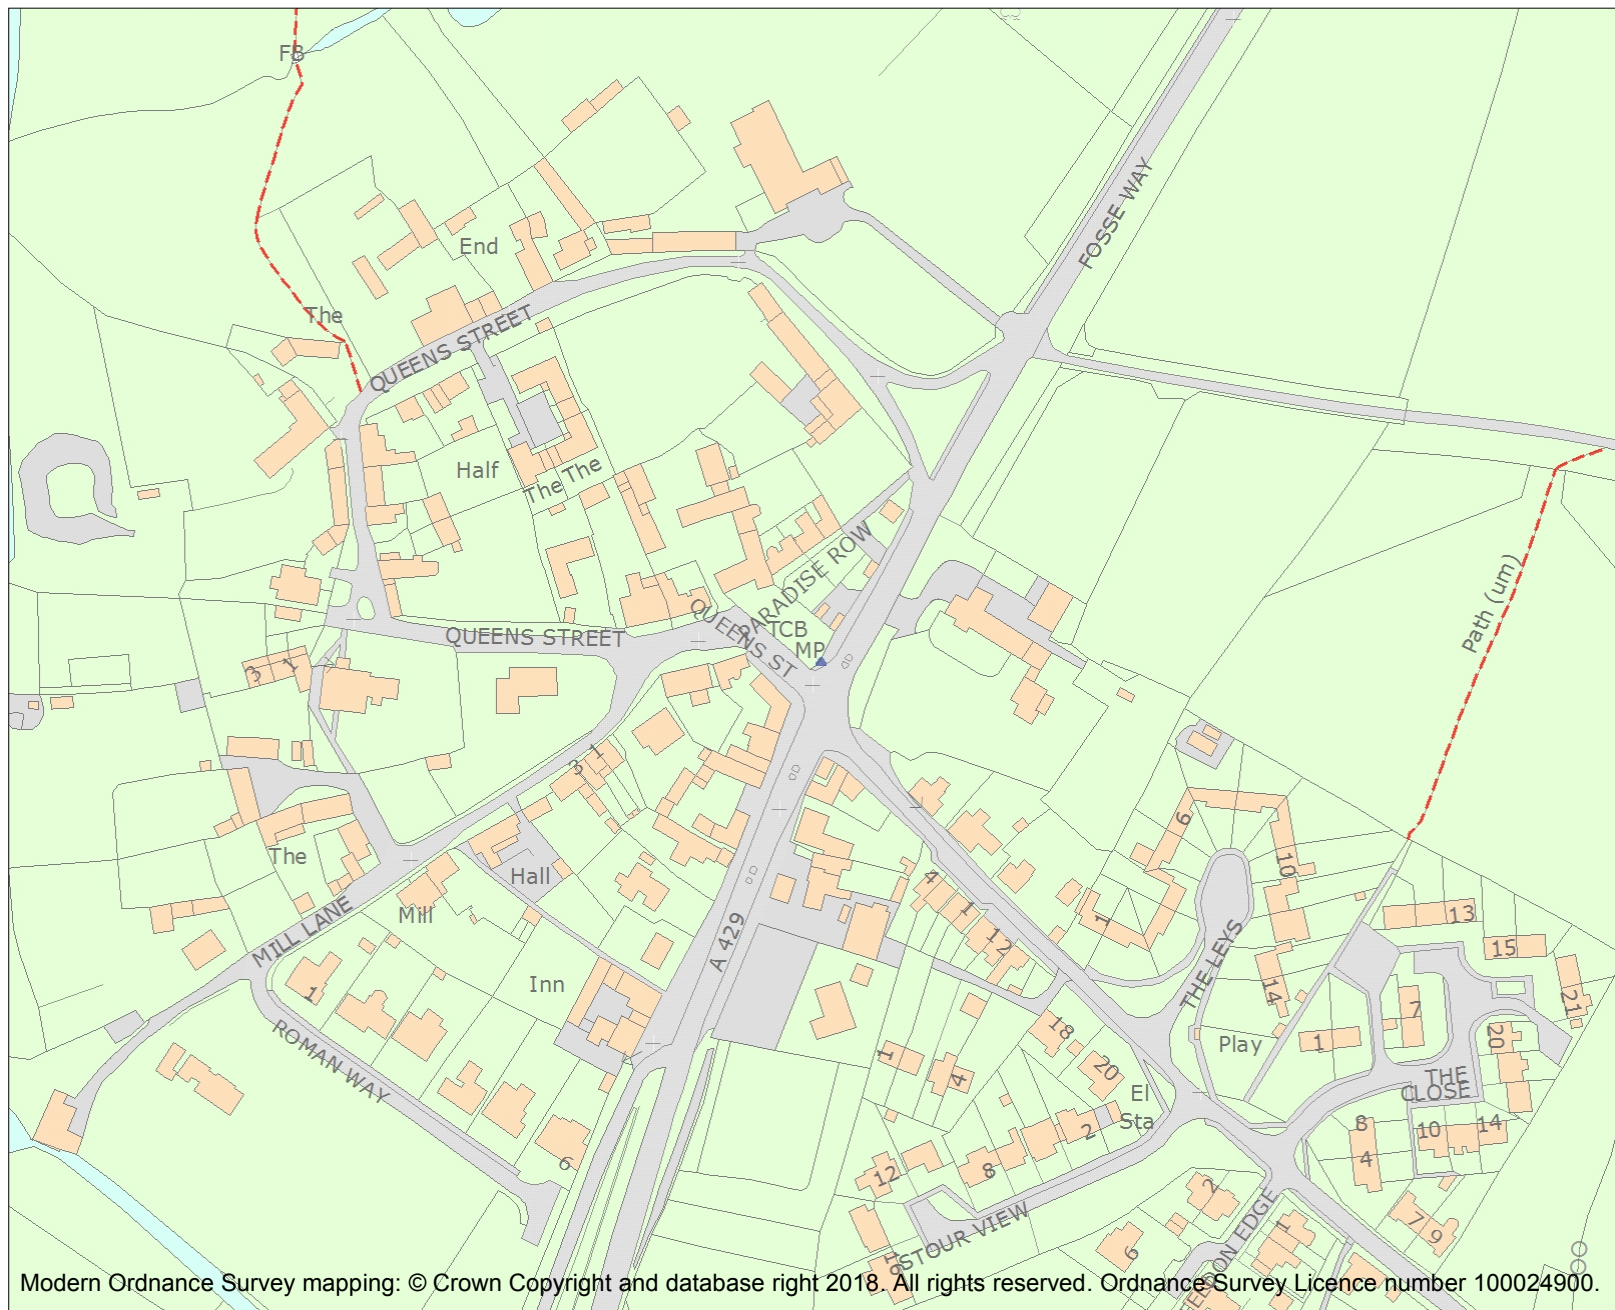 FB
FOSSE WAY
End
The
QUEENS STREET
Half
The
The
Path (um)
PARADISE ROW
TCB
MP
QUEENS STREET
QUEENS ST
3
1
3
1
6
10
The
Hall
Mill
4
1
1
12
13
15
MILL LANE
A 429
THE LEYS
Inn
1
14
21
7
18
20
1
Play
ROMAN WAY
1
4
20
El
Sta
THE
CLOSE
2
8
10
14
4
6
12
8
2
7
9
STOUR VIEW
1
6
16
Modern Ordnance Survey mapping: © Crown Copyright and database right 2018. All rights reserved. Ordnance Survey Licence number 100024900.